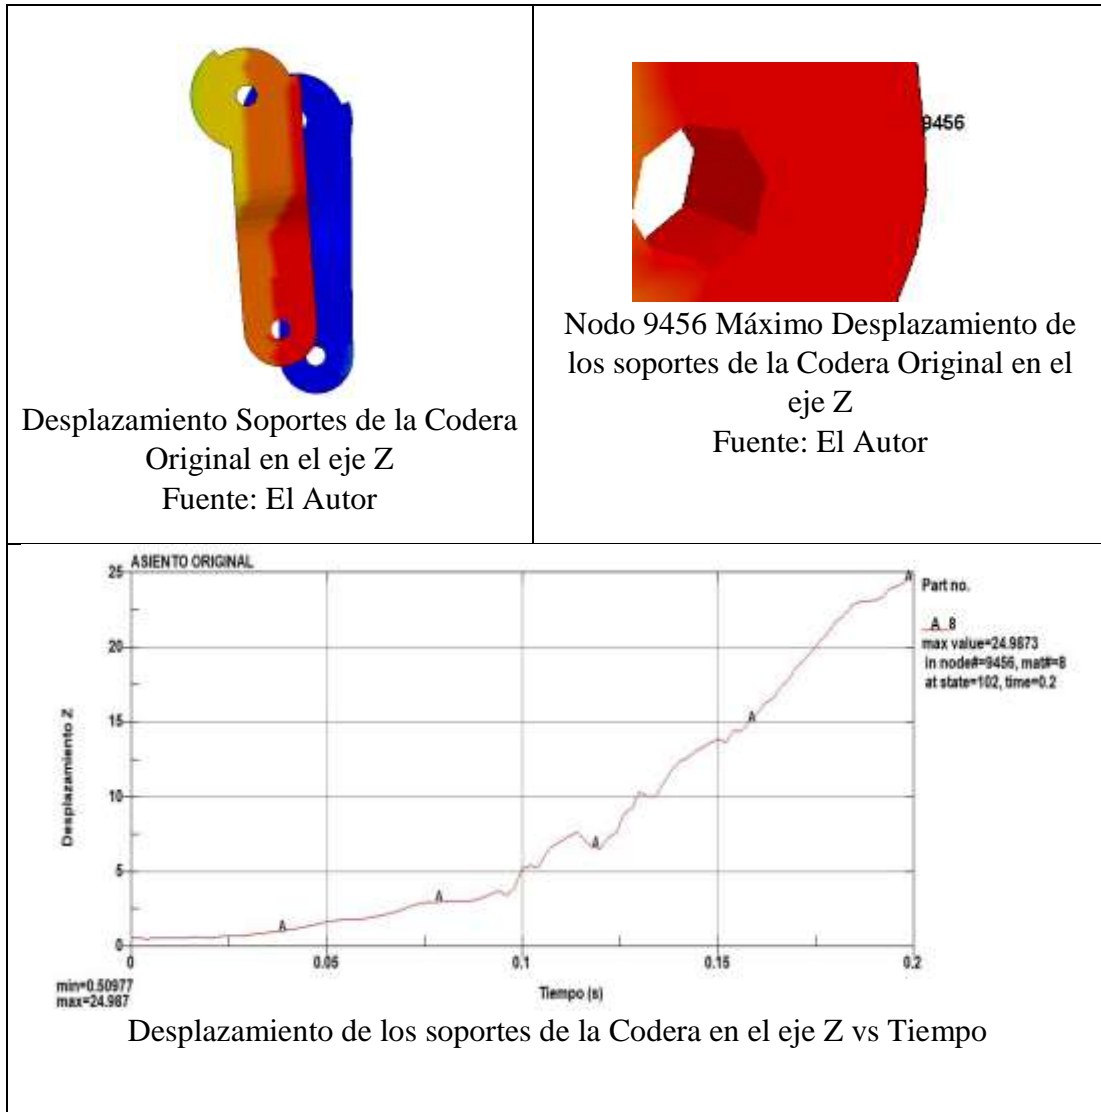 Desplazamiento Soportes de la Codera
Original en el eje Z
Fuente: El Autor
9456
Nodo 9456 Máximo Desplazamiento de
los soportes de la Codera Original en el
eje Z
Fuente: El Autor
ASIENTO ORIGINAL
25
20
15
10
5
0
Desplazamiento Z
A
A
A
A
A
0
0.05
0.1
0.15
0.2
Tiempo (s)
min=0.50977
max=24.987
Part no.
A 8
max value=24.9873
in node#=9456, mat#=8
at state=102, time=0.2
Desplazamiento de los soportes de la Codera en el eje Z vs Tiempo